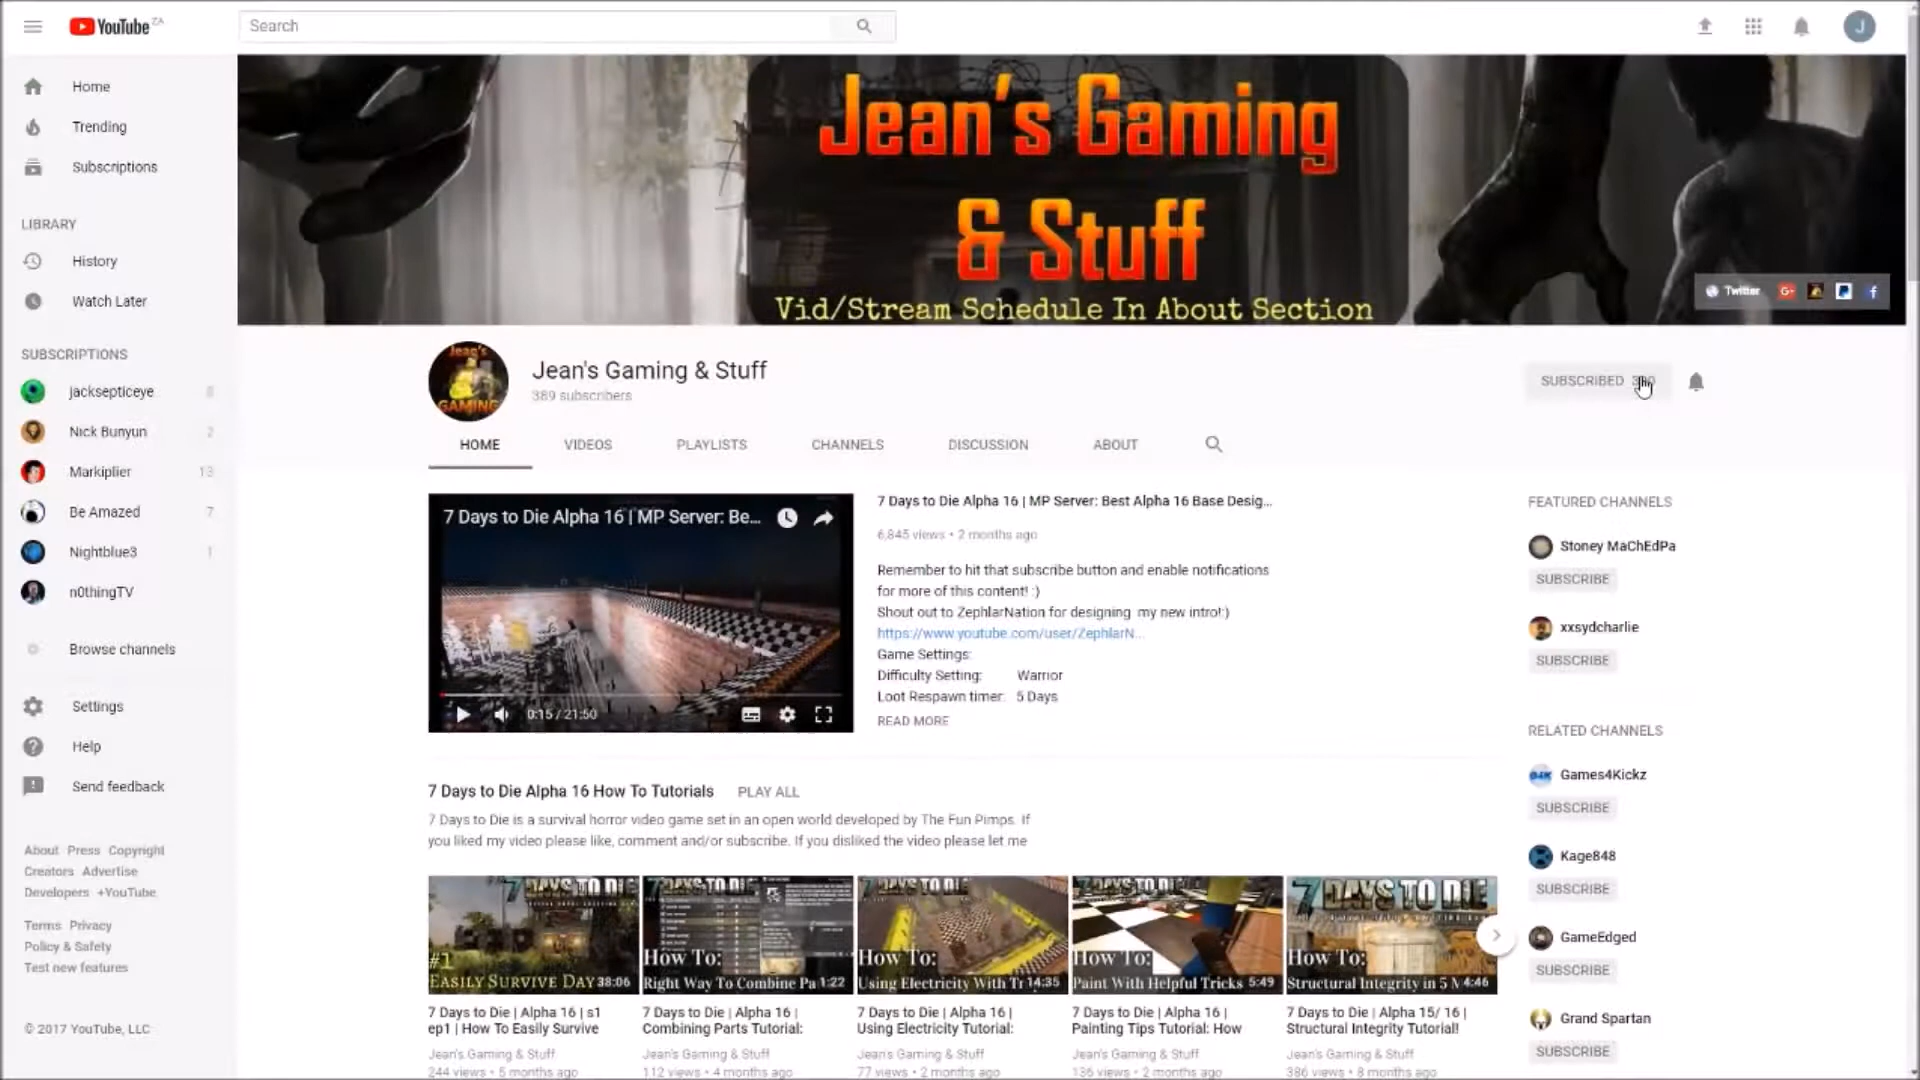 YouTube ZA
Search
J
Home
Trending
Subscriptions
LIBRARY
History
Watch Later
SUBSCRIPTIONS
jacksepticeye 8
Nick Bunyun 2
Markiplier 13
Be Amazed 7
Nightblue3 1
n0thingTV
Browse channels
Settings
Help
Send feedback
About Press Copyright
Creators Advertise
Developers +YouTube
Terms Privacy
Policy & Safety
Test new features
© 2017 YouTube, LLC
Jean's Gaming
& Stuff
Vid/Stream Schedule In About Section
Twitter
Jean's
GAMING
Jean's Gaming & Stuff
389 subscribers
SUBSCRIBED
HOME VIDEOS PLAYLISTS CHANNELS DISCUSSION ABOUT
7 Days to Die Alpha 16 | MP Server: Be...
0:15 / 21:50
7 Days to Die Alpha 16 | MP Server: Best Alpha 16 Base Desig...
6,845 views • 2 months ago
Remember to hit that subscribe button and enable notifications
for more of this content! :)
Shout out to ZephlarNation for designing my new intro!:)
https://www.youtube.com/user/ZephlarN...
Game Settings:
Difficulty Setting: Warrior
Loot Respawn timer: 5 Days
READ MORE
7 Days to Die Alpha 16 How To Tutorials PLAY ALL
7 Days to Die is a survival horror video game set in an open world developed by The Fun Pimps. If
you liked my video please like, comment and/or subscribe. If you disliked the video please let me
7 DAYS TO DIE
#1
EASILY SURVIVE DAY 38:06
7 Days to Die | Alpha 16 | s1
ep1 | How To Easily Survive
Jean's Gaming & Stuff
244 views • 5 months ago
7 DAYS TO DIE
How To:
Right Way To Combine Pa 1:22
7 Days to Die | Alpha 16 |
Combining Parts Tutorial:
Jean's Gaming & Stuff
112 views • 4 months ago
7 DAYS TO DIE
How To:
Using Electricity With Tr 14:35
7 Days to Die | Alpha 16 |
Using Electricity Tutorial:
Jean's Gaming & Stuff
77 views • 2 months ago
7 DAYS TO DIE
How To:
Paint With Helpful Tricks 5:49
7 Days to Die | Alpha 16 |
Painting Tips Tutorial: How
Jean's Gaming & Stuff
136 views • 2 months ago
7 DAYS TO DIE
How To:
Structural Integrity in 5 M 4:46
7 Days to Die | Alpha 15/ 16 |
Structural Integrity Tutorial!
Jean's Gaming & Stuff
386 views • 8 months ago
FEATURED CHANNELS
Stoney MaChEdPa
SUBSCRIBE
xxsydcharlie
SUBSCRIBE
RELATED CHANNELS
Games4Kickz
SUBSCRIBE
Kage848
SUBSCRIBE
GameEdged
SUBSCRIBE
Grand Spartan
SUBSCRIBE